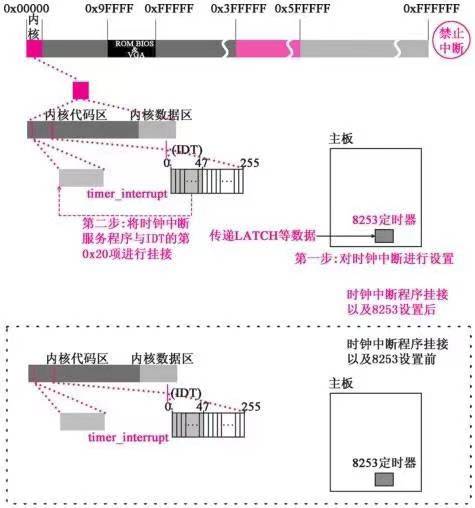 0x00000 0x9FFFF 0xFFFFF 0x3FFFFF 0x5FFFFF 0xFFFFFF
内核
ROM BIOS
&
VGA
禁止
中断
内核代码区 内核数据区
(IDT)
0 47 255
timer_interrupt
第二步:将时钟中断
服务程序与IDT的第
0x20项进行挂接
主板
8253定时器
传递LATCH等数据
第一步:对时钟中断进行设置
时钟中断程序挂接
以及8253设置后
时钟中断程序挂接
以及8253设置前
内核代码区 内核数据区
(IDT)
0 47 255
timer_interrupt
主板
8253定时器